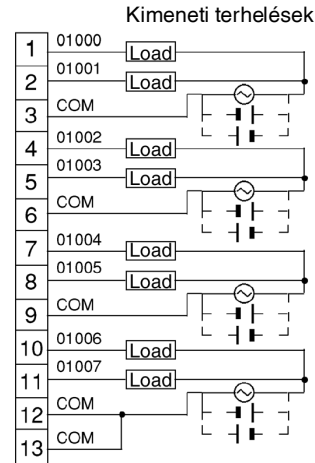 Kimeneti terhelések
1 01000 Load
2 01001 Load
3 COM
4 01002 Load
5 01003 Load
6 COM
7 01004 Load
8 01005 Load
9 COM
10 01006 Load
11 01007 Load
12 COM
13 COM